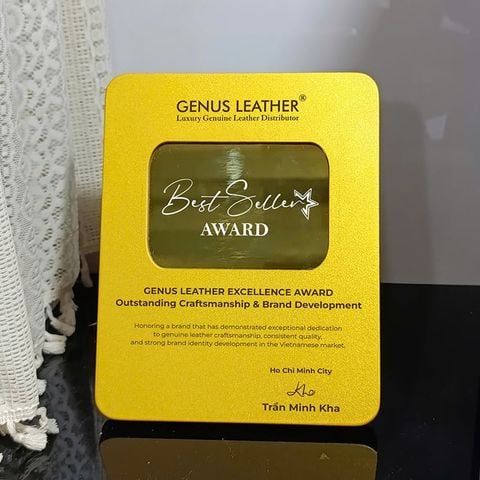 GENUS LEATHER®
Luxury Genuine Leather Distributor
Best Seller
AWARD
GENUS LEATHER EXCELLENCE AWARD
Outstanding Craftsmanship & Brand Development
Honoring a brand that has demonstrated exceptional dedication
to genuine leather craftsmanship, consistent quality,
and strong brand identity development in the Vietnamese market.
Ho Chi Minh City
Kha
Trần Minh Kha